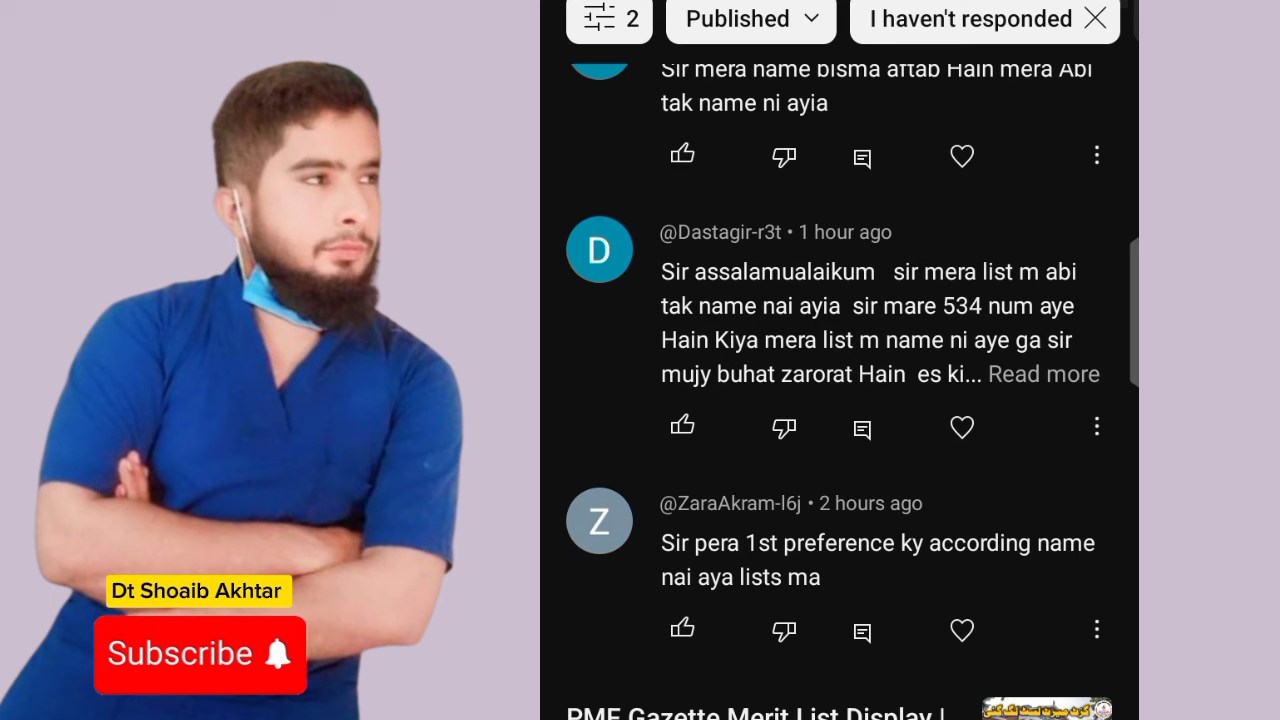 2
Published
I haven't responded
Sir mera name bisma aftab Hain mera Abi
tak name ni ayia
D
@Dastagir-r3t • 1 hour ago
Sir assalamualaikum sir mera list m abi
tak name nai ayia sir mare 534 num aye
Hain Kiya mera list m name ni aye ga sir
mujy buhat zarorat Hain es ki... Read more
Z
@ZaraAkram-l6j • 2 hours ago
Sir pera 1st preference ky according name
nai aya lists ma
Dt Shoaib Akhtar
Subscribe
PMF Gazette Merit List Display |